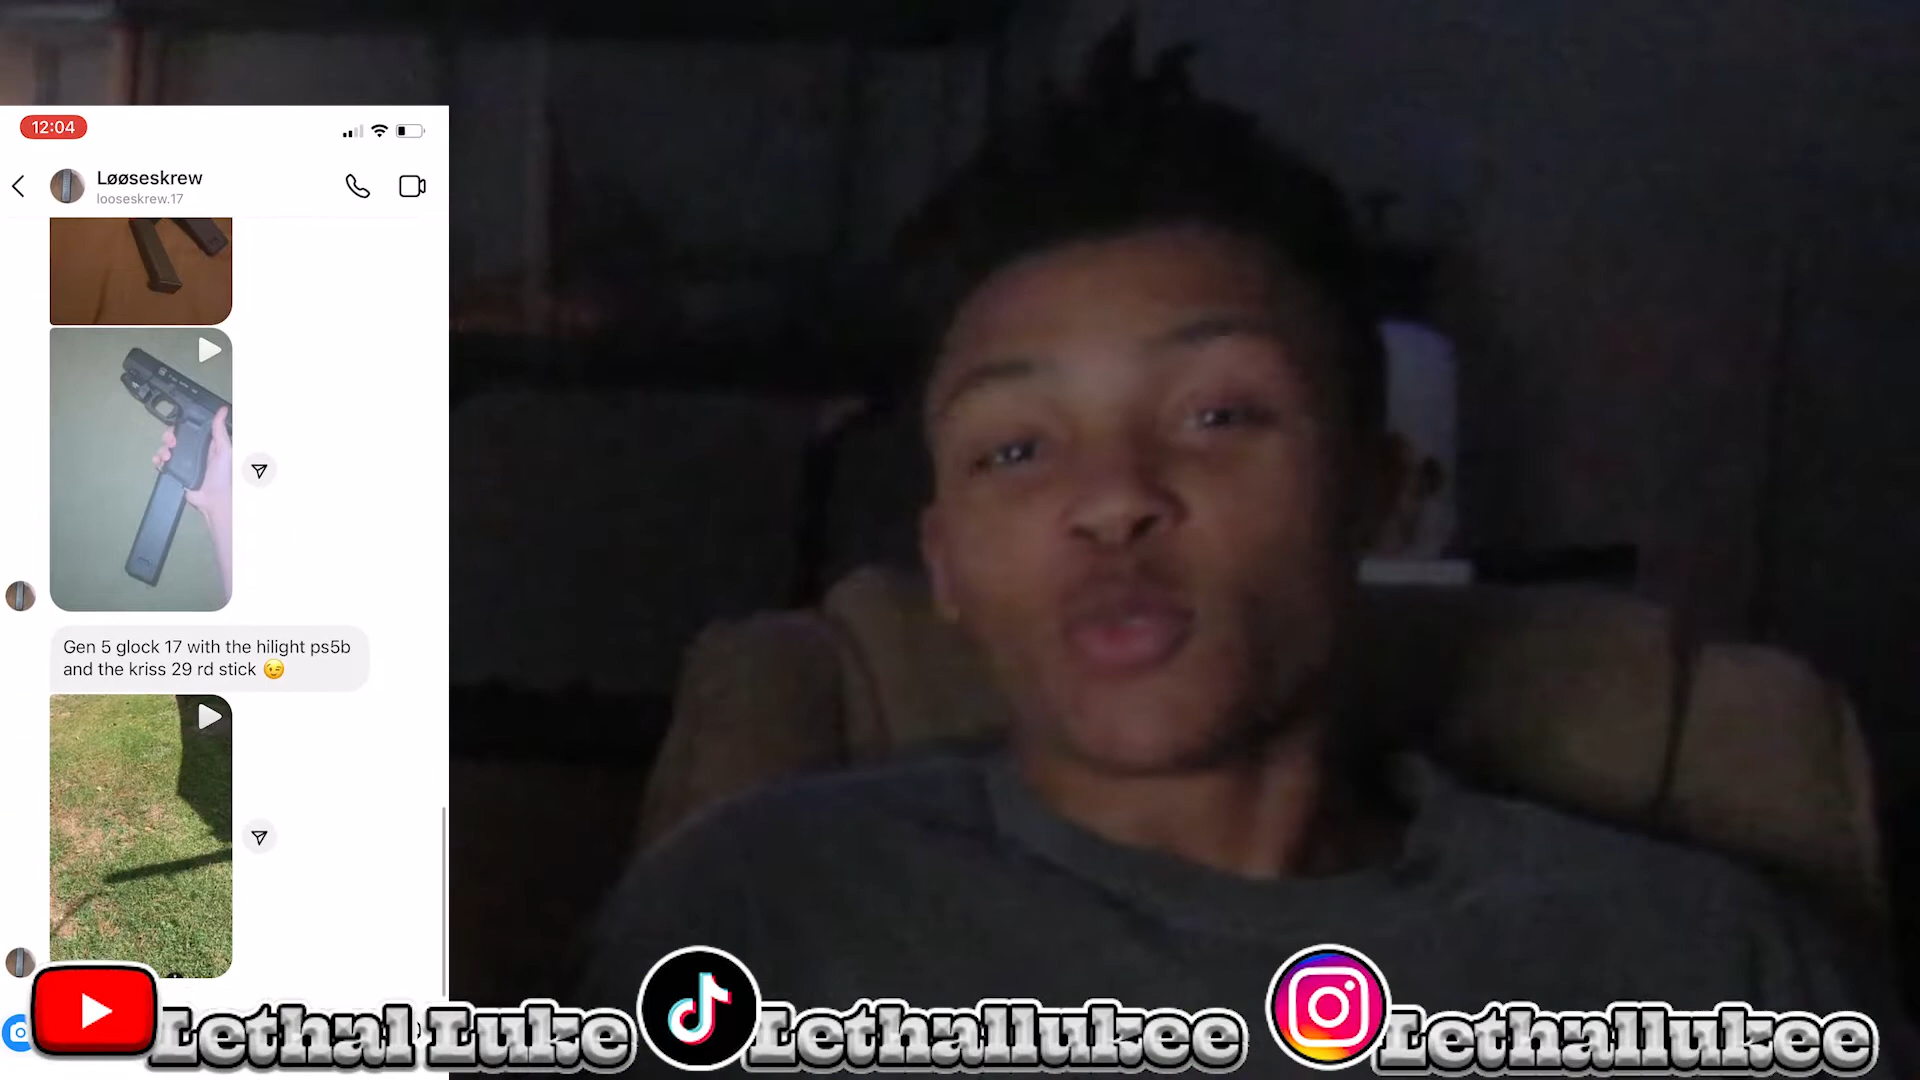 12:04
Løøseskrew
looseskrew.17
Gen 5 glock 17 with the hilight ps5b
and the kriss 29 rd stick 😉
Lethal Luke
Lethallukee
Lethallukee